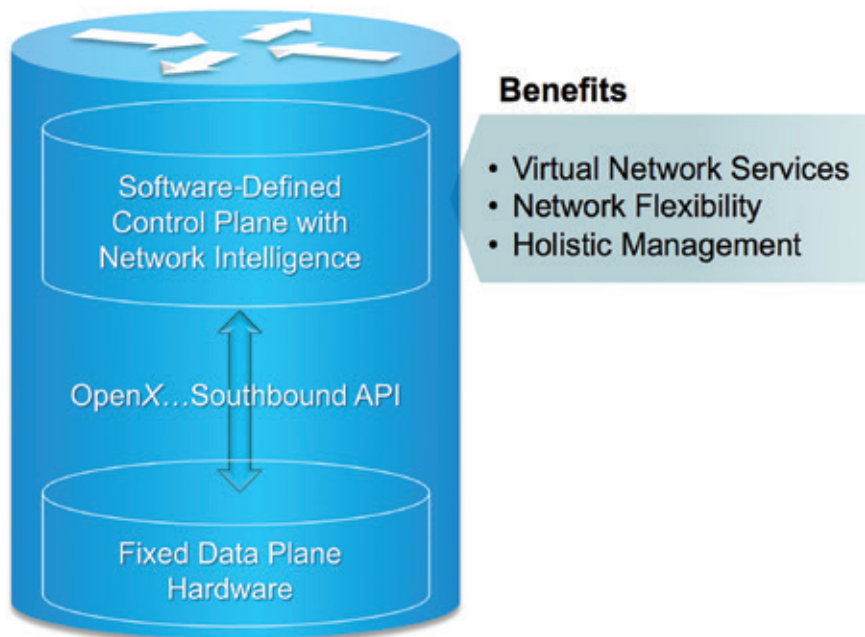 Benefits
• Virtual Network Services
• Network Flexibility
• Holistic Management
Software-Defined
Control Plane with
Network Intelligence
OpenX...Southbound API
Fixed Data Plane
Hardware